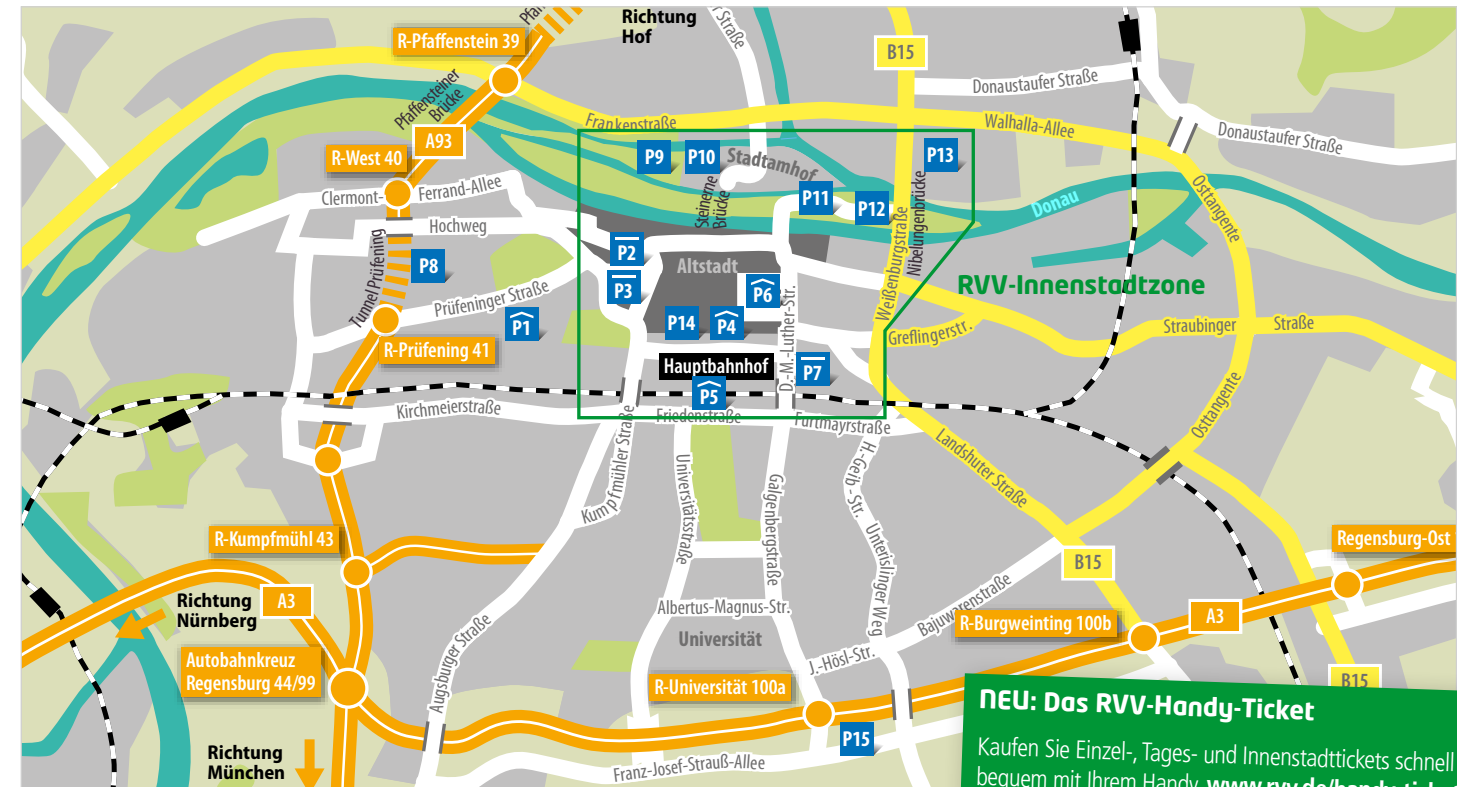 Richtung
Hof
Pfaffensteiner
Brücke
R-Pfaffenstein 39
B15
Donaustaufer Straße
A93
Frankenstraße
Walhalla-Allee
Donaustaufer Straße
R-West 40
P9
P10
Stadtamhof
P13
Clermont-
Ferrand-Allee
Steinerne
Brücke
P11
P12
Nibelungenbrücke
Donau
Osttangente
Hochweg
P2
Altstadt
Weißenburgstraße
Tunnel Prüfening
P8
P3
P6
RVV-Innenstadtzone
Prüfeninger Straße
P1
P14
P4
D.-M.-Luther-Str.
Greflingerstr.
Straubinger
Straße
R-Prüfening 41
Hauptbahnhof
P7
P5
Kirchmeierstraße
Friedenstraße
Furtmayrstraße
Osttangente
Kumpfmühler Straße
Universitätsstraße
Galgenbergstraße
H.-Gelb-Str.
Landshuter Straße
R-Kumpfmühl 43
Unterislinger Weg
B15
Regensburg-Ost
Richtung
Nürnberg
A3
Albertus-Magnus-Str.
Bajuwarenstraße
R-Burgweinting 100b
A3
Universität
Augsburger Straße
J.-Hösl-Str.
Autobahnkreuz
Regensburg 44/99
R-Universität 100a
B15
P15
Richtung
München
Franz-Josef-Strauß-Allee
NEU: Das RVV-Handy-Ticket
Kaufen Sie Einzel-, Tages- und Innenstadttickets schnell
bequem mit Ihrem Handy.